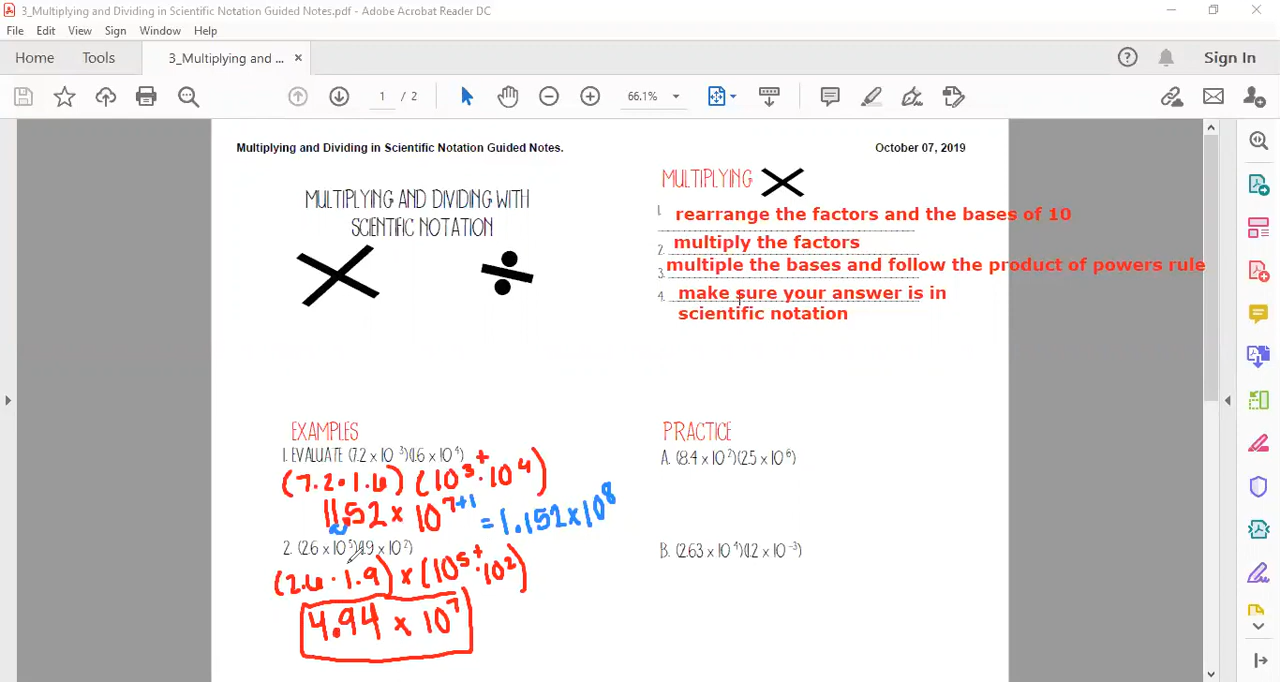 3_Multiplying and Dividing in Scientific Notation Guided Notes.pdf - Adobe Acrobat Reader DC
File Edit View Sign Window Help
Home Tools 3_Multiplying and ... × Sign In
1 / 2 66.1%
Multiplying and Dividing in Scientific Notation Guided Notes. October 07, 2019
MULTIPLYING AND DIVIDING WITH
SCIENTIFIC NOTATION
× ÷
MULTIPLYING ×
1. rearrange the factors and the bases of 10
2. multiply the factors
3. multiple the bases and follow the product of powers rule
4. make sure your answer is in
scientific notation
EXAMPLES
1. EVALUATE (7.2 x 10 ³)(1.6 x 10⁴)
(7.2 · 1.6) (10³ + · 10⁴)
11.52 × 10⁷⁺¹ = 1.152 × 10⁸
2. (2.6 x 10⁵)(1.9 x 10²)
(2.6 · 1.9) × (10⁵ + · 10²)
4.94 × 10⁷
PRACTICE
A. (8.4 x 10²)(2.5 x 10⁶)
B. (2.63 x 10⁴)(1.2 x 10⁻³)